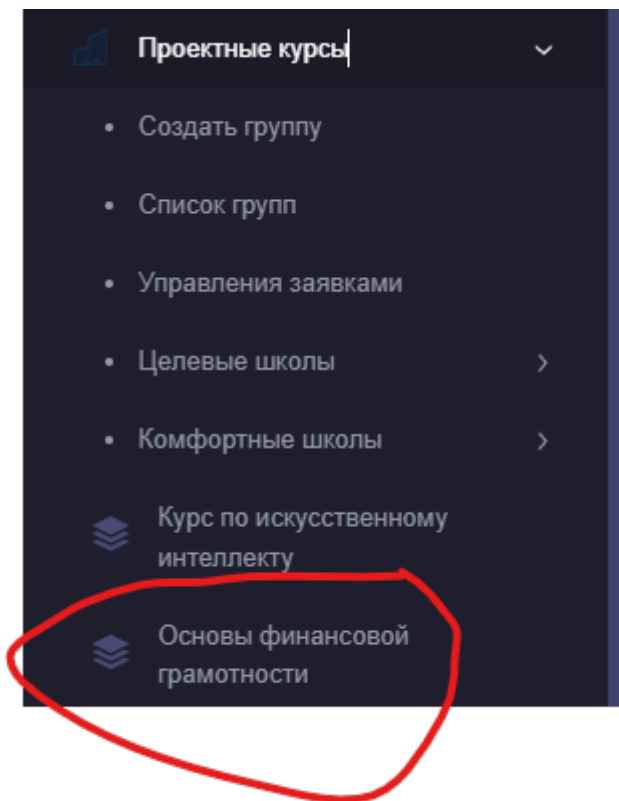 Проектные курсы
Создать группу
Список групп
Управления заявками
Целевые школы
Комфортные школы
Курс по искусственному
интеллекту
Основы финансовой
грамотности